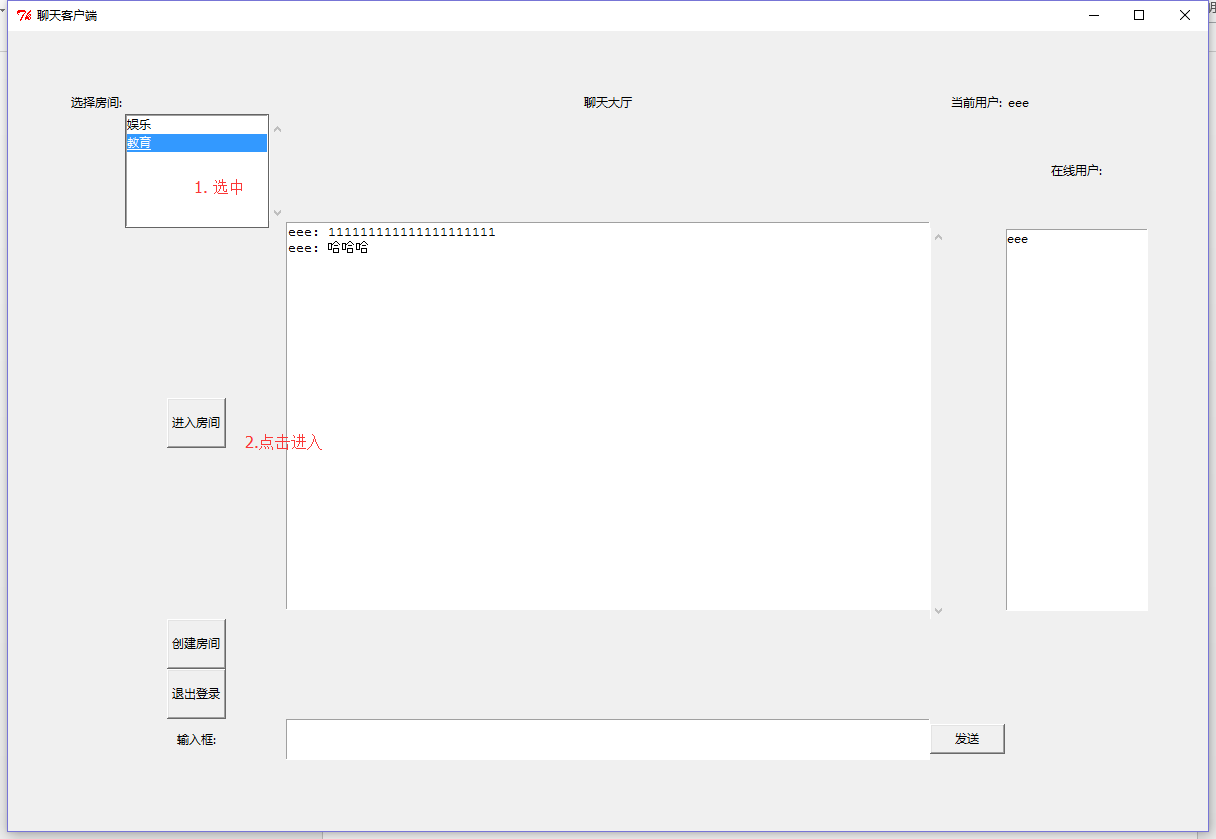 聊天客户端
选择房间:
聊天大厅
当前用户: eee
娱乐
教育
1. 选中
在线用户:
eee: 111111111111111111111
eee: 哈哈哈
eee
进入房间
2.点击进入
创建房间
退出登录
输入框:
发送